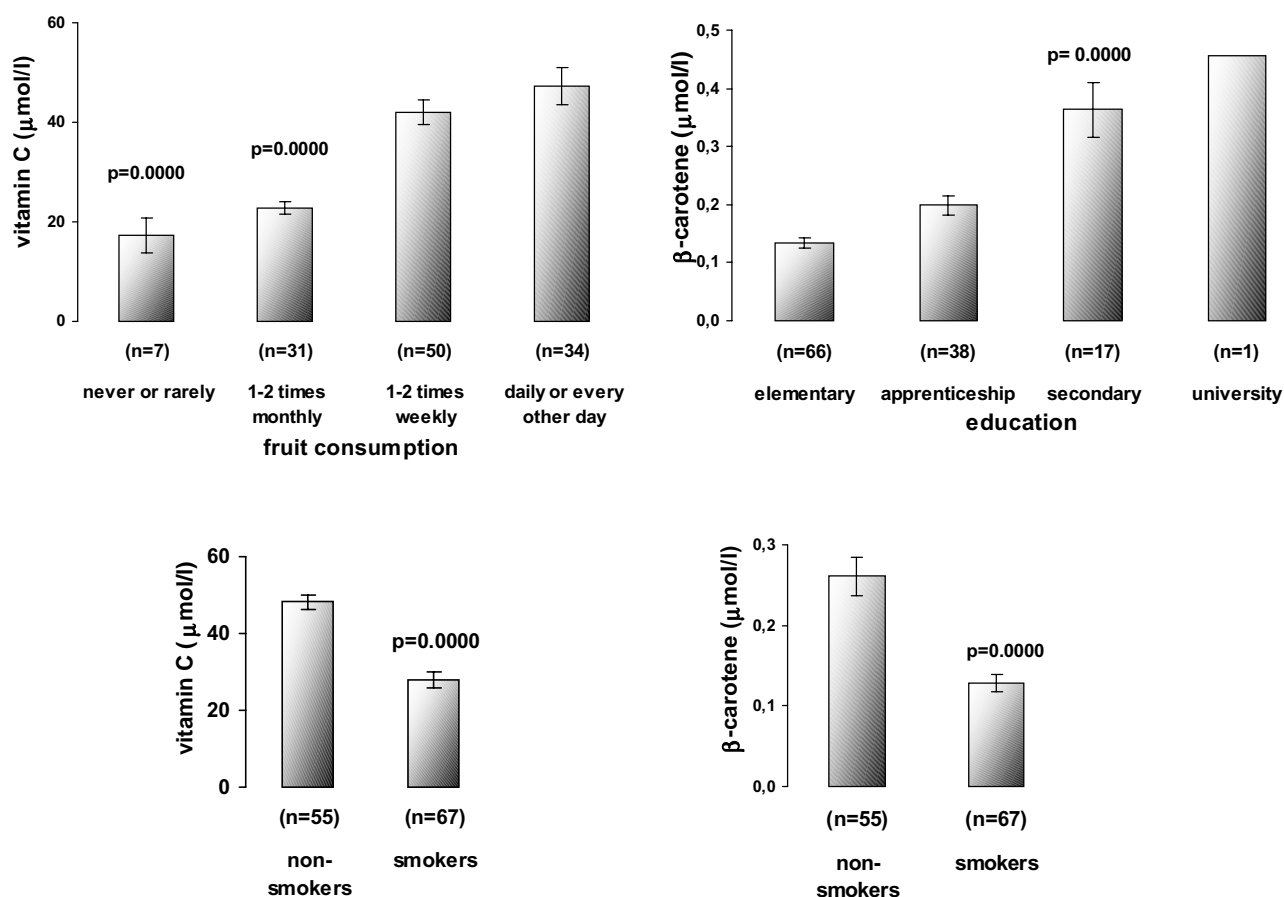 60
40
20
0
vitamin C (μmol/l)
p=0.0000
p=0.0000
(n=7) (n=31) (n=50) (n=34)
never or rarely 1-2 times 1-2 times daily or every
monthly weekly other day
fruit consumption
0,5
0,4
0,3
0,2
0,1
0,0
β-carotene (μmol/l)
p= 0.0000
(n=66) (n=38) (n=17) (n=1)
elementary apprenticeship secondary university
education
60
40
20
0
vitamin C (μmol/l)
p=0.0000
(n=55) (n=67)
non- smokers
smokers
0,3
0,2
0,1
0,0
β-carotene (μmol/l)
p=0.0000
(n=55) (n=67)
non- smokers
smokers